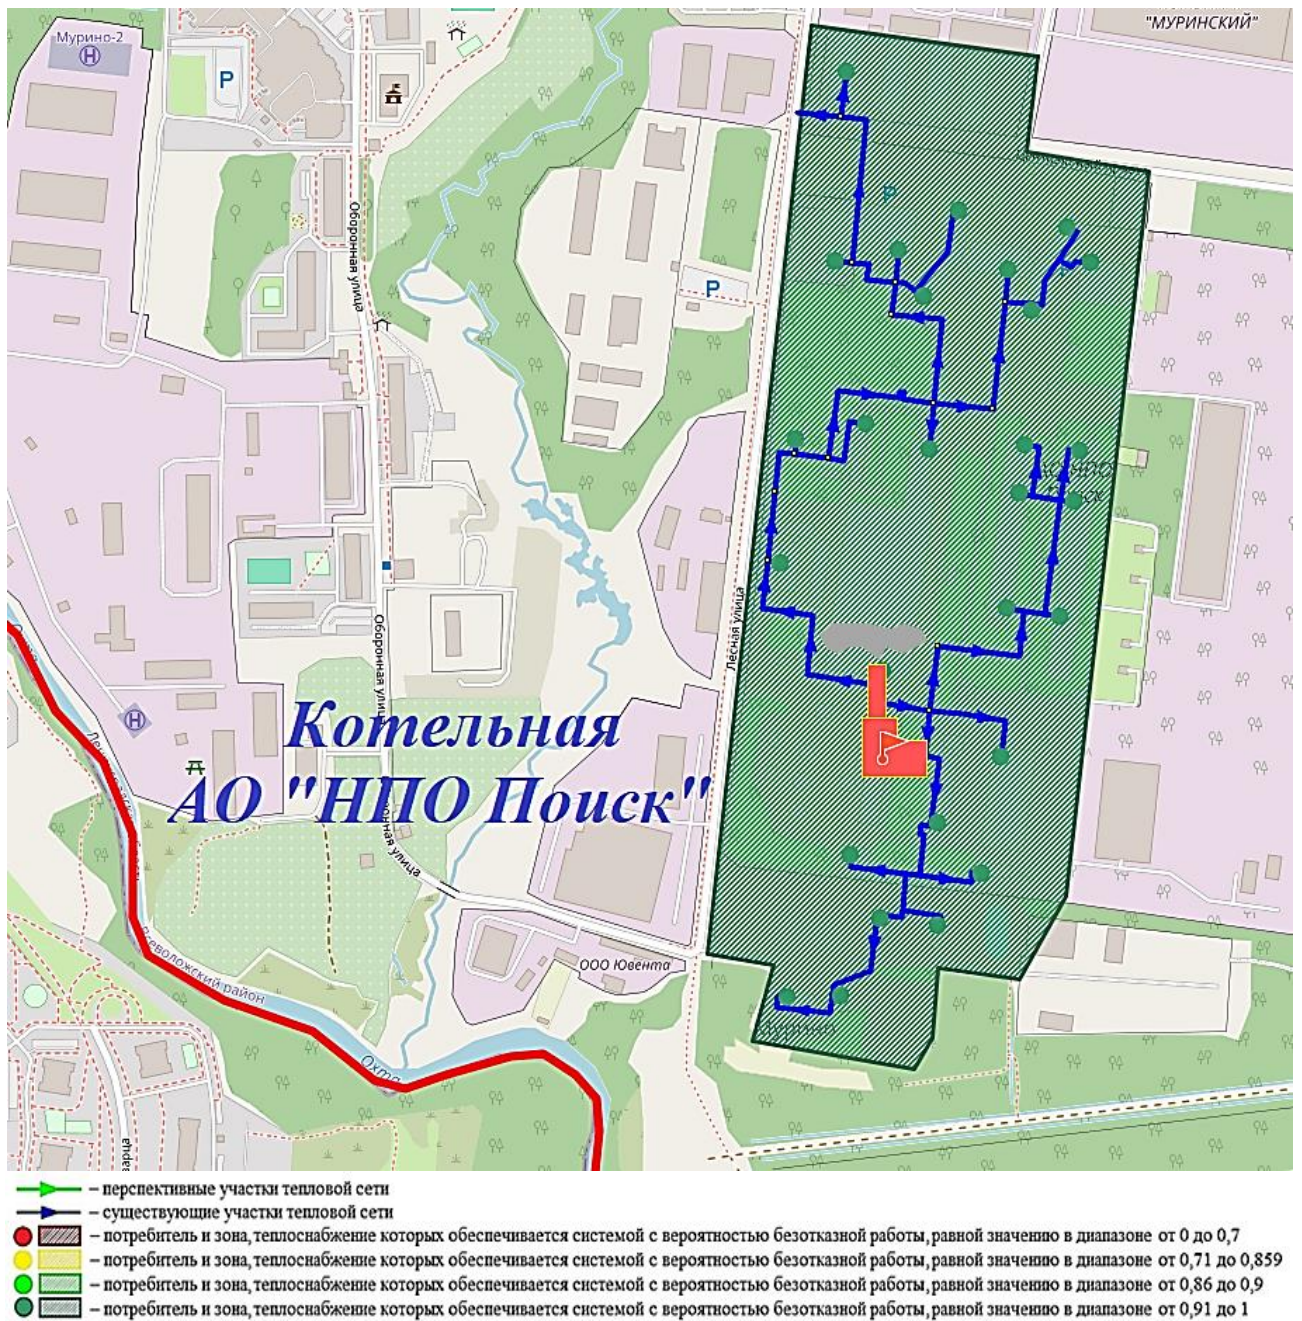 "МУРИНСКИЙ"
Мурино-2
H
P
Оборонная улица
P
P
Лесная улица
Оборонная улица
H
Котельная
АО "НПО Поиск"
Всеволожский район
ООО Ювента
Мурино
Охта
– перспективные участки тепловой сети
– существующие участки тепловой сети
– потребитель и зона, теплоснабжение которых обеспечивается системой с вероятностью безотказной работы, равной значению в диапазоне от 0 до 0,7
– потребитель и зона, теплоснабжение которых обеспечивается системой с вероятностью безотказной работы, равной значению в диапазоне от 0,71 до 0,859
– потребитель и зона, теплоснабжение которых обеспечивается системой с вероятностью безотказной работы, равной значению в диапазоне от 0,86 до 0,9
– потребитель и зона, теплоснабжение которых обеспечивается системой с вероятностью безотказной работы, равной значению в диапазоне от 0,91 до 1